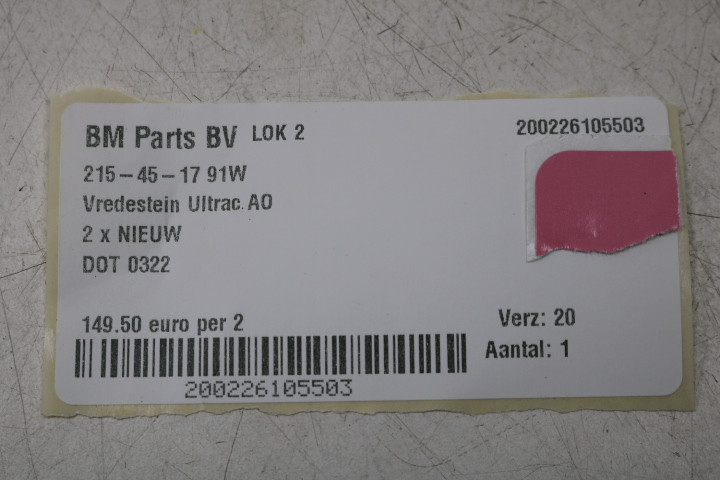 BM Parts BV LOK 2 200226105503
215-45-17 91W
Vredestein Ultrac AO
2 x NIEUW
DOT 0322
149.50 euro per 2 Verz: 20
Aantal: 1
200226105503